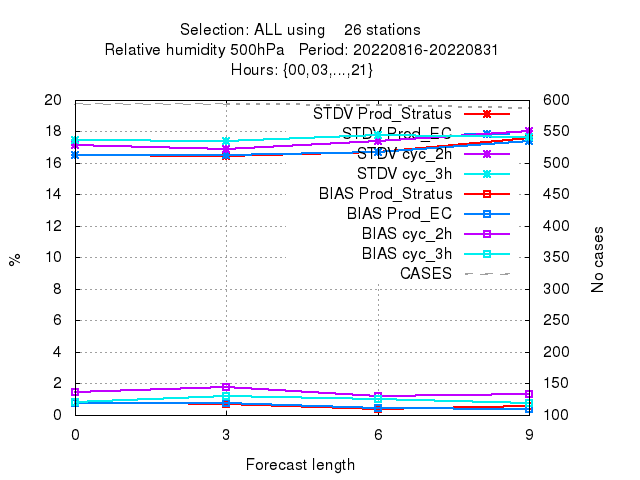 Selection: ALL using 26 stations
Relative humidity 500hPa Period: 20220816-20220831
Hours: {00,03,...,21}
20 600
18 550
16 500
14 450
12 400
10 350
8 300
6 250
4 200
2 150
0 100
STDV Prod_Stratus
STDV Prod_EC
STDV cyc_2h
STDV cyc_3h
BIAS Prod_Stratus
BIAS Prod_EC
BIAS cyc_2h
BIAS cyc_3h
CASES
%
No cases
0 3 6 9
Forecast length